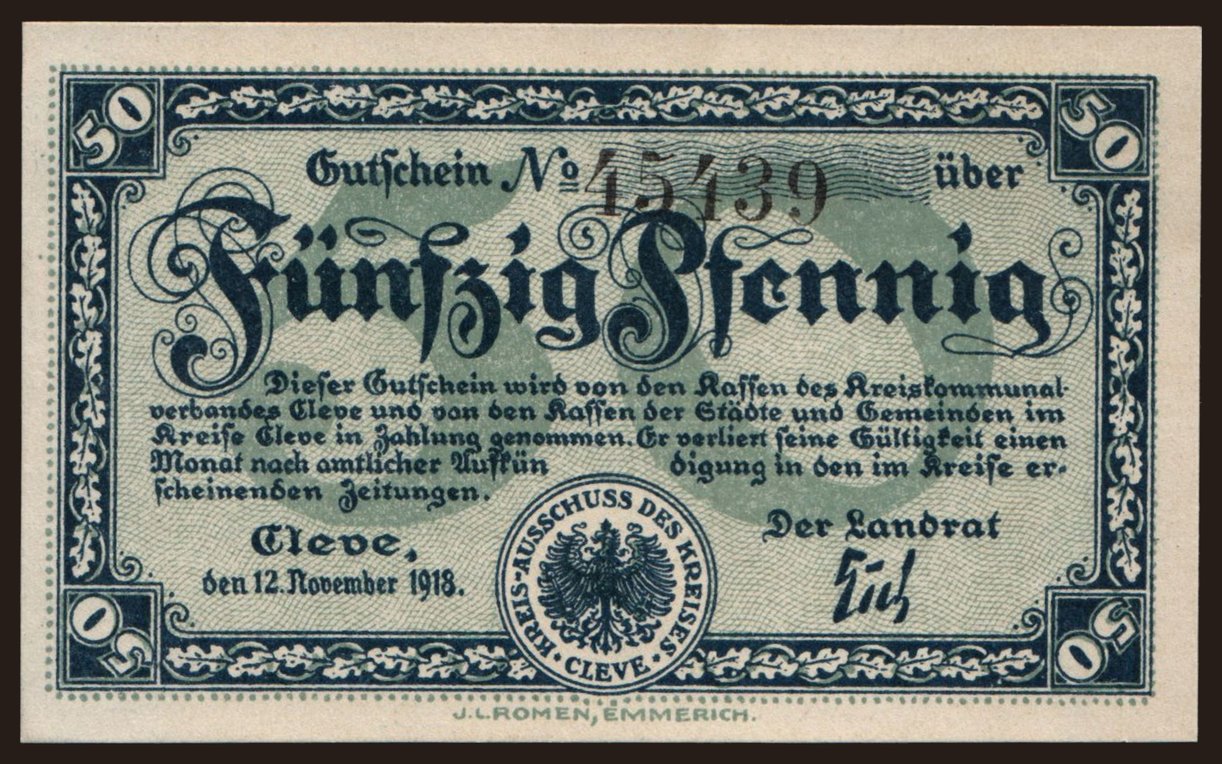 50
50
Gutschein No 45439 über
Fünfzig Pfennig
Dieser Gutschein wird von den Kassen des Kreiskommunal-
verbandes Cleve und von den Kassen der Städte und Gemeinden im
Kreise Cleve in Zahlung genommen. Er verliert seine Gültigkeit einen
Monat nach amtlicher Aufkün digung in den im Kreise er-
scheinenden Zeitungen.
Cleve,
den 12. November 1918.
KREIS-AUSSCHUSS DES KREISES
· CLEVE ·
Der Landrat
50
50
J.L.ROMEN, EMMERICH.